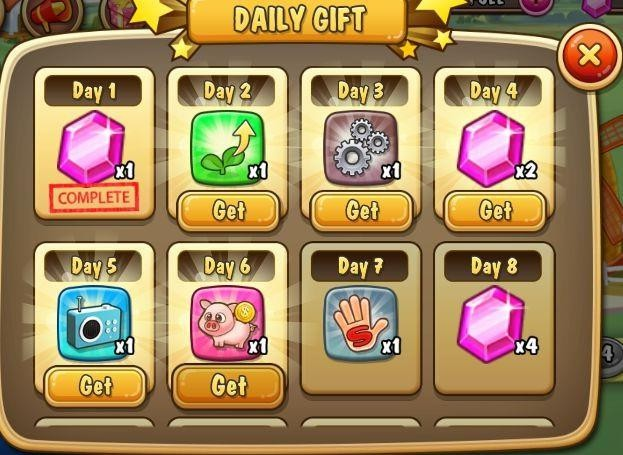 DAILY GIFT
Day 1
x1
COMPLETE
Day 2
x1
Get
Day 3
x1
Get
Day 4
x2
Get
Day 5
x1
Get
Day 6
x1
Get
Day 7
S
x1
Day 8
x4
4